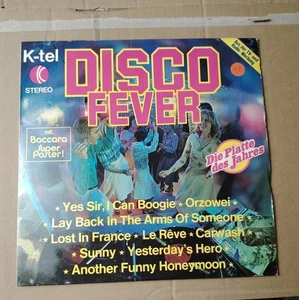 K-tel
STEREO
DISCO
FEVER
mit
Baccara
Super
Poster!
Die Platte
des Jahres
★ Yes Sir, I Can Boogie ★ Orzowei ★
Lay Back In The Arms Of Someone ★
★ Lost In France ★ Le Rêve ★ Carwash ★
★ Sunny ★ Yesterday's Hero ★
★ Another Funny Honeymoon ★